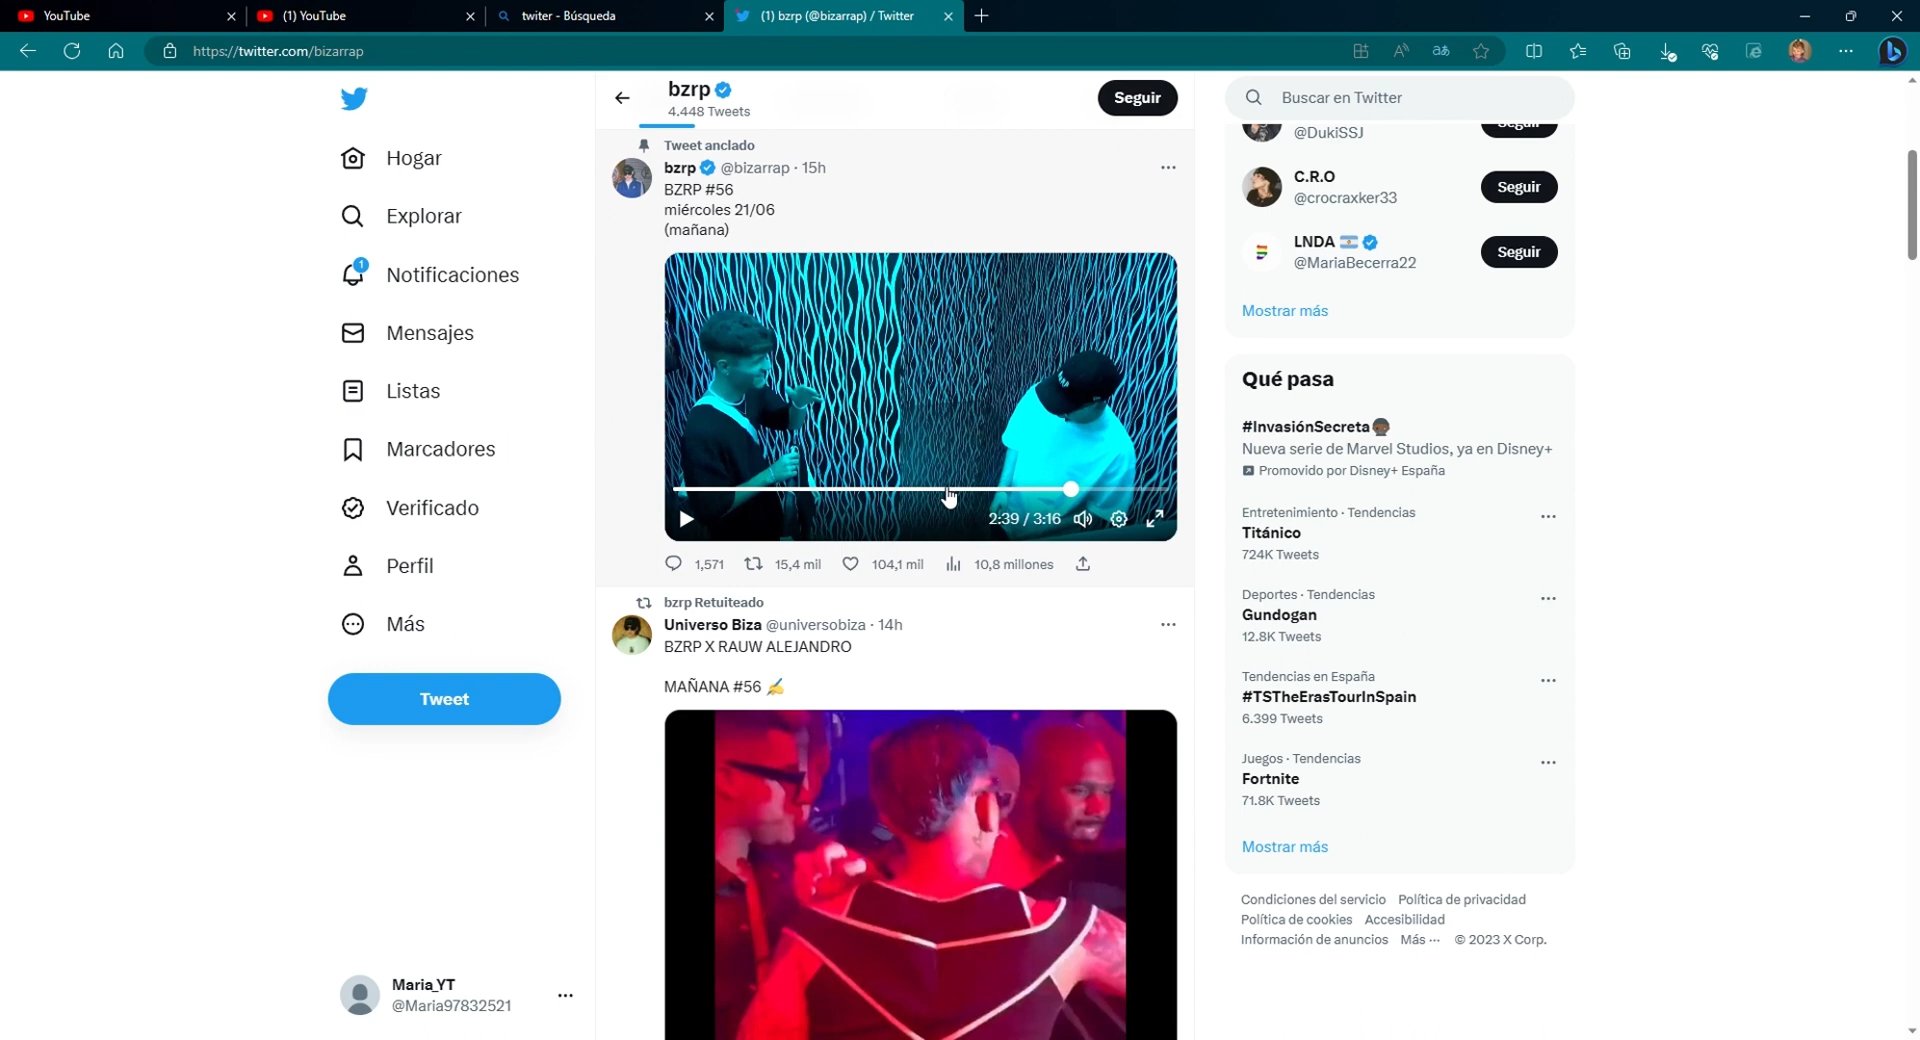 YouTube
(1) YouTube
twiter - Búsqueda
(1) bzrp (@bizarrap) / Twitter
https://twitter.com/bizarrap
Hogar
Explorar
1
Notificaciones
Mensajes
Listas
Marcadores
Verificado
Perfil
Más
Tweet
Maria_YT
@Maria97832521
bzrp
4.448 Tweets
Seguir
Tweet anclado
bzrp @bizarrap · 15h
BZRP #56
miércoles 21/06
(mañana)
2:39 / 3:16
1,571 15,4 mil 104,1 mil 10,8 millones
bzrp Retuiteado
Universo Biza @universobiza · 14h
BZRP X RAUW ALEJANDRO
MAÑANA #56 ✍️
Buscar en Twitter
@DukiSSJ
Seguir
C.R.O
@crocraxker33
Seguir
LNDA 🇦🇷
@MariaBecerra22
Seguir
Mostrar más
Qué pasa
#InvasiónSecreta
Nueva serie de Marvel Studios, ya en Disney+
Promovido por Disney+ España
Entretenimiento · Tendencias
Titánico
724K Tweets
Deportes · Tendencias
Gundogan
12.8K Tweets
Tendencias en España
#TSTheErasTourInSpain
6.399 Tweets
Juegos · Tendencias
Fortnite
71.8K Tweets
Mostrar más
Condiciones del servicio Política de privacidad
Política de cookies Accesibilidad
Información de anuncios Más ··· © 2023 X Corp.